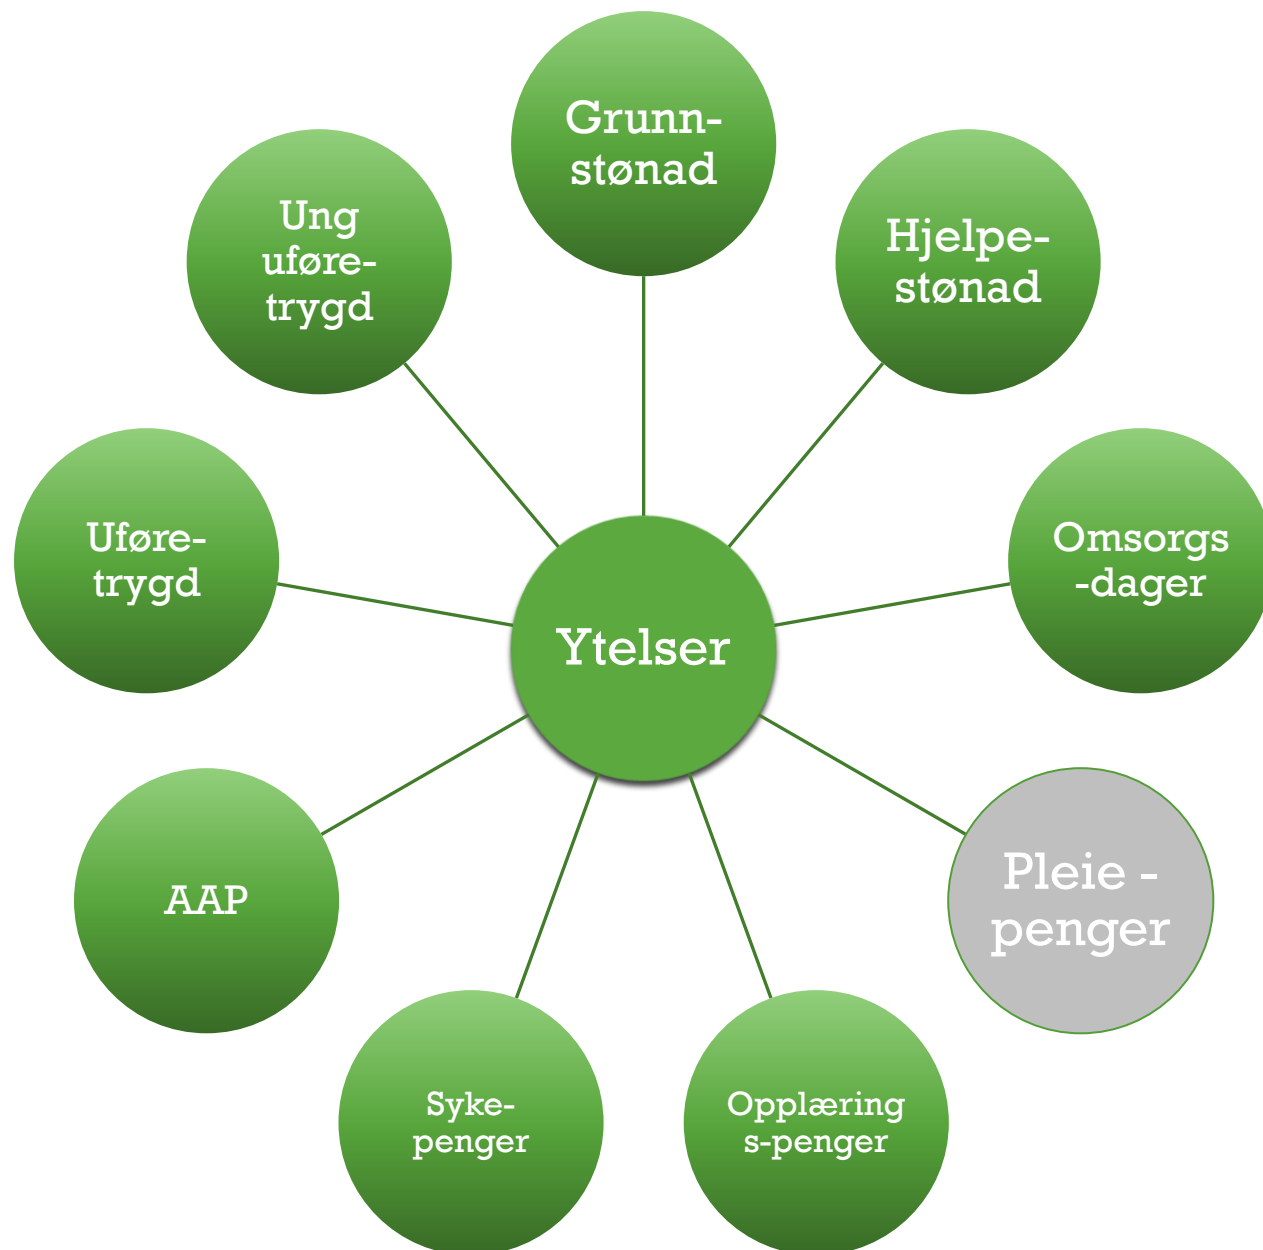 Grunn-
stønad
Hjelpe-
stønad
Omsorgs
-dager
Pleie -
penger
Opplæring
s-penger
Syke-
penger
AAP
Uføre-
trygd
Ung
uføre-
trygd
Ytelser